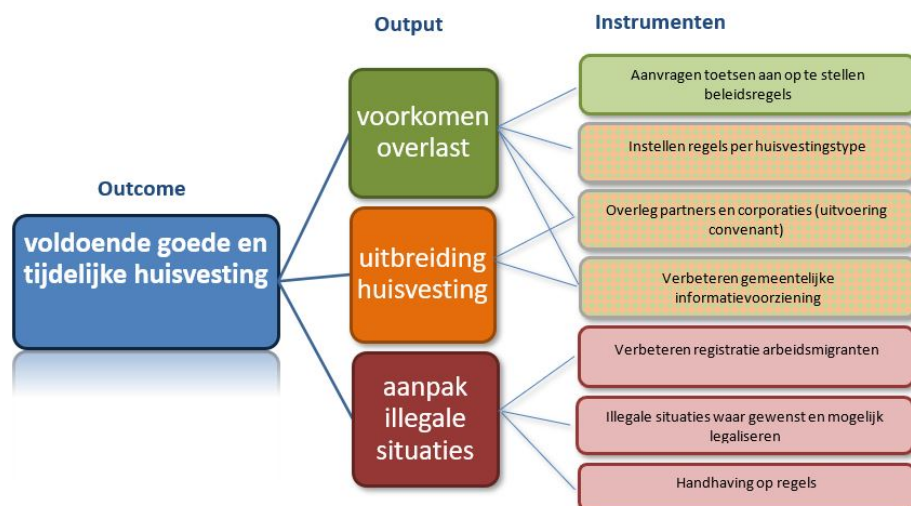 Output
Instrumenten
Outcome
voldoende goede en
tijdelijke huisvesting
voorkomen
overlast
uitbreiding
huisvesting
aanpak
illegale
situaties
Aanvragen toetsen aan op te stellen
beleidsregels
Instellen regels per huisvestingstype
Overleg partners en corporaties (uitvoering
convenant)
Verbeteren gemeentelijke
informatievoorziening
Verbeteren registratie arbeidsmigranten
Illegale situaties waar gewenst en mogelijk
legaliseren
Handhaving op regels